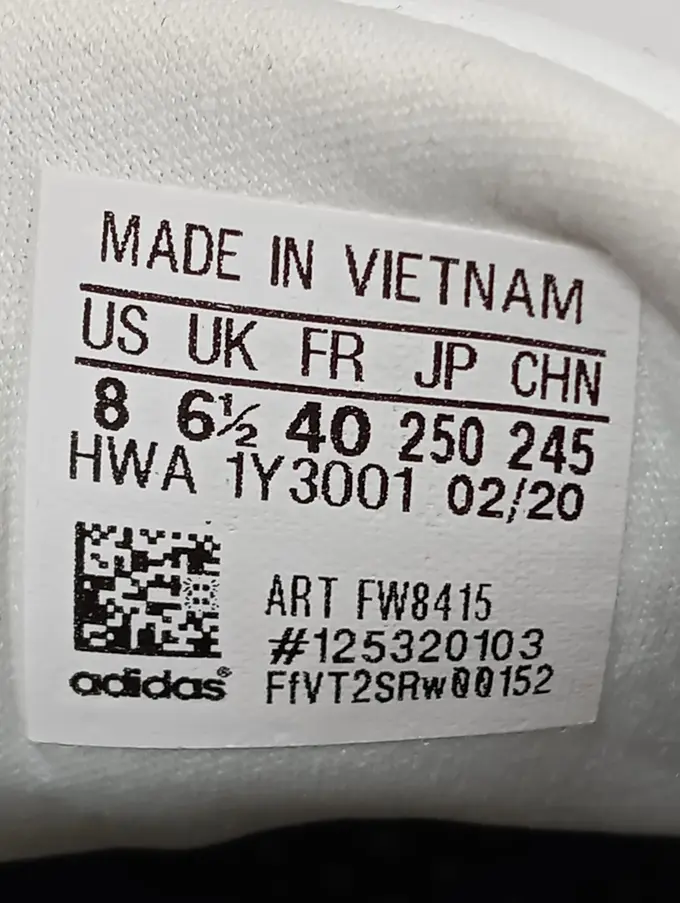 MADE IN VIETNAM
US UK FR JP CHN
8 6½ 40 250 245
HWA 1Y3001 02/20
ART FW8415
#125320103
adidas® FfVT2SRw00152